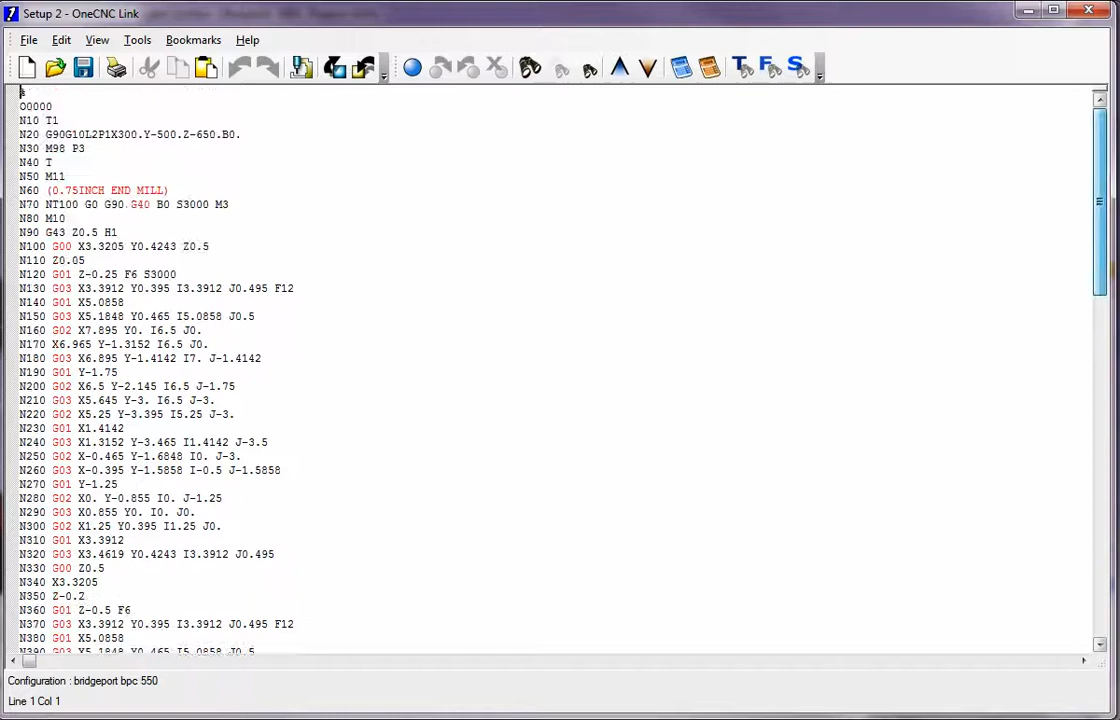 Setup 2 - OneCNC Link
File Edit View Tools Bookmarks Help
T F S
%
O0000
N10 T1
N20 G90G10L2P1X300.Y-500.Z-650.B0.
N30 M98 P3
N40 T
N50 M11
N60 (0.75INCH END MILL)
N70 NT100 G0 G90 G40 B0 S3000 M3
N80 M10
N90 G43 Z0.5 H1
N100 G00 X3.3205 Y0.4243 Z0.5
N110 Z0.05
N120 G01 Z-0.25 F6 S3000
N130 G03 X3.3912 Y0.395 I3.3912 J0.495 F12
N140 G01 X5.0858
N150 G03 X5.1848 Y0.465 I5.0858 J0.5
N160 G02 X7.895 Y0. I6.5 J0.
N170 X6.965 Y-1.3152 I6.5 J0.
N180 G03 X6.895 Y-1.4142 I7. J-1.4142
N190 G01 Y-1.75
N200 G02 X6.5 Y-2.145 I6.5 J-1.75
N210 G03 X5.645 Y-3. I6.5 J-3.
N220 G02 X5.25 Y-3.395 I5.25 J-3.
N230 G01 X1.4142
N240 G03 X1.3152 Y-3.465 I1.4142 J-3.5
N250 G02 X-0.465 Y-1.6848 I0. J-3.
N260 G03 X-0.395 Y-1.5858 I-0.5 J-1.5858
N270 G01 Y-1.25
N280 G02 X0. Y-0.855 I0. J-1.25
N290 G03 X0.855 Y0. I0. J0.
N300 G02 X1.25 Y0.395 I1.25 J0.
N310 G01 X3.3912
N320 G03 X3.4619 Y0.4243 I3.3912 J0.495
N330 G00 Z0.5
N340 X3.3205
N350 Z-0.2
N360 G01 Z-0.5 F6
N370 G03 X3.3912 Y0.395 I3.3912 J0.495 F12
N380 G01 X5.0858
N390 G03 X5.1848 Y0.465 I5.0858 J0.5
Configuration : bridgeport bpc 550
Line 1 Col 1